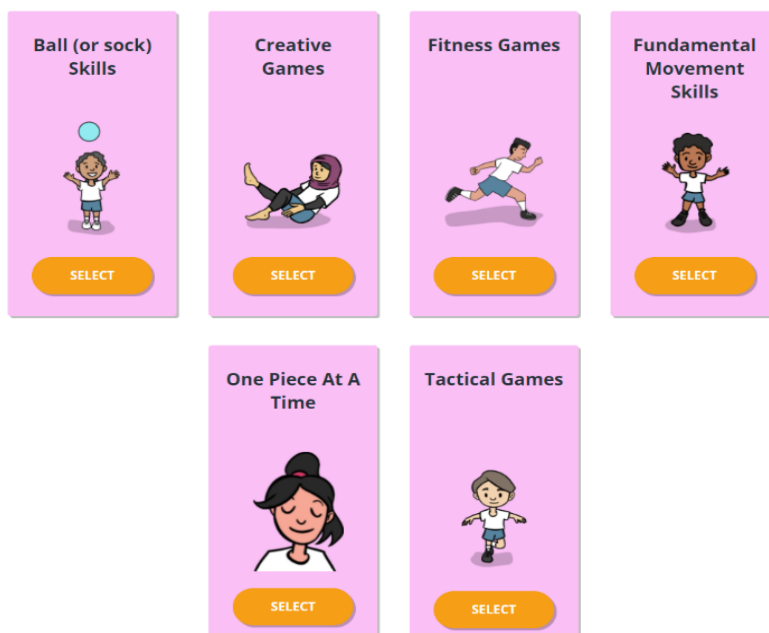 Ball (or sock)
Skills
SELECT
Creative
Games
SELECT
Fitness Games
SELECT
Fundamental
Movement
Skills
SELECT
One Piece At A
Time
SELECT
Tactical Games
SELECT